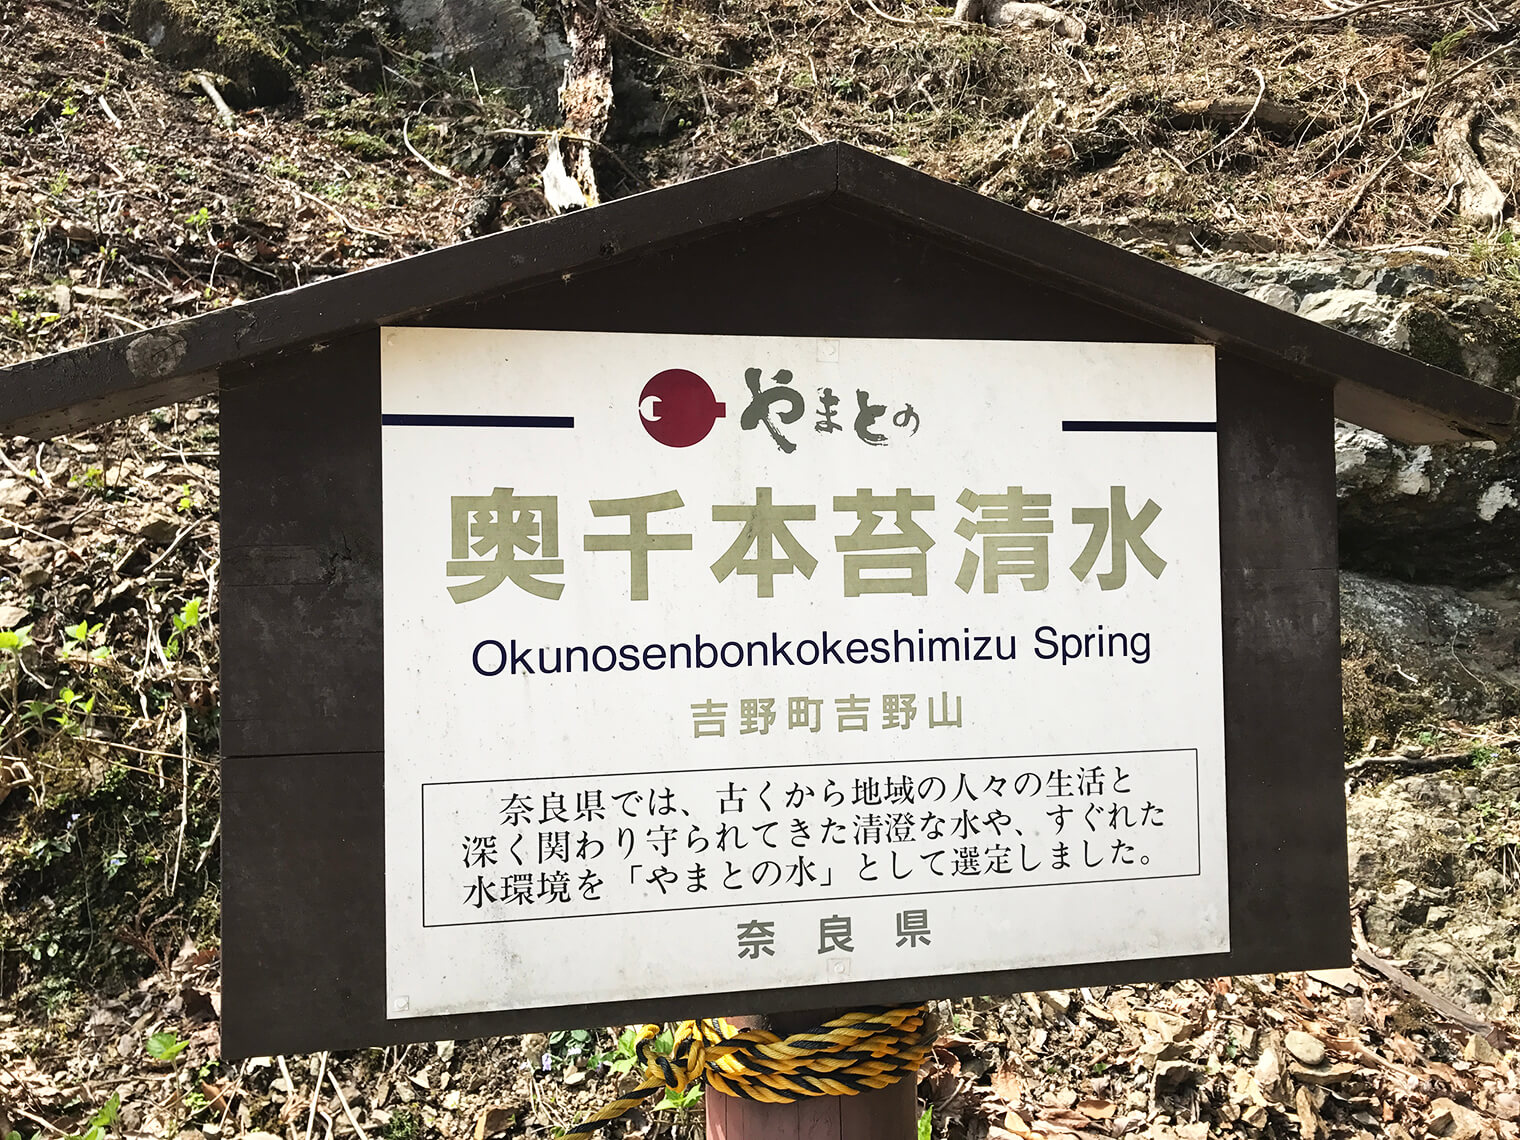 やまとの
奥千本苔清水
Okunosenbonkokeshimizu Spring
吉野町吉野山
奈良県では、古くから地域の人々の生活と
深く関わり守られてきた清澄な水や、すぐれた
水環境を「やまとの水」として選定しました。
奈良県